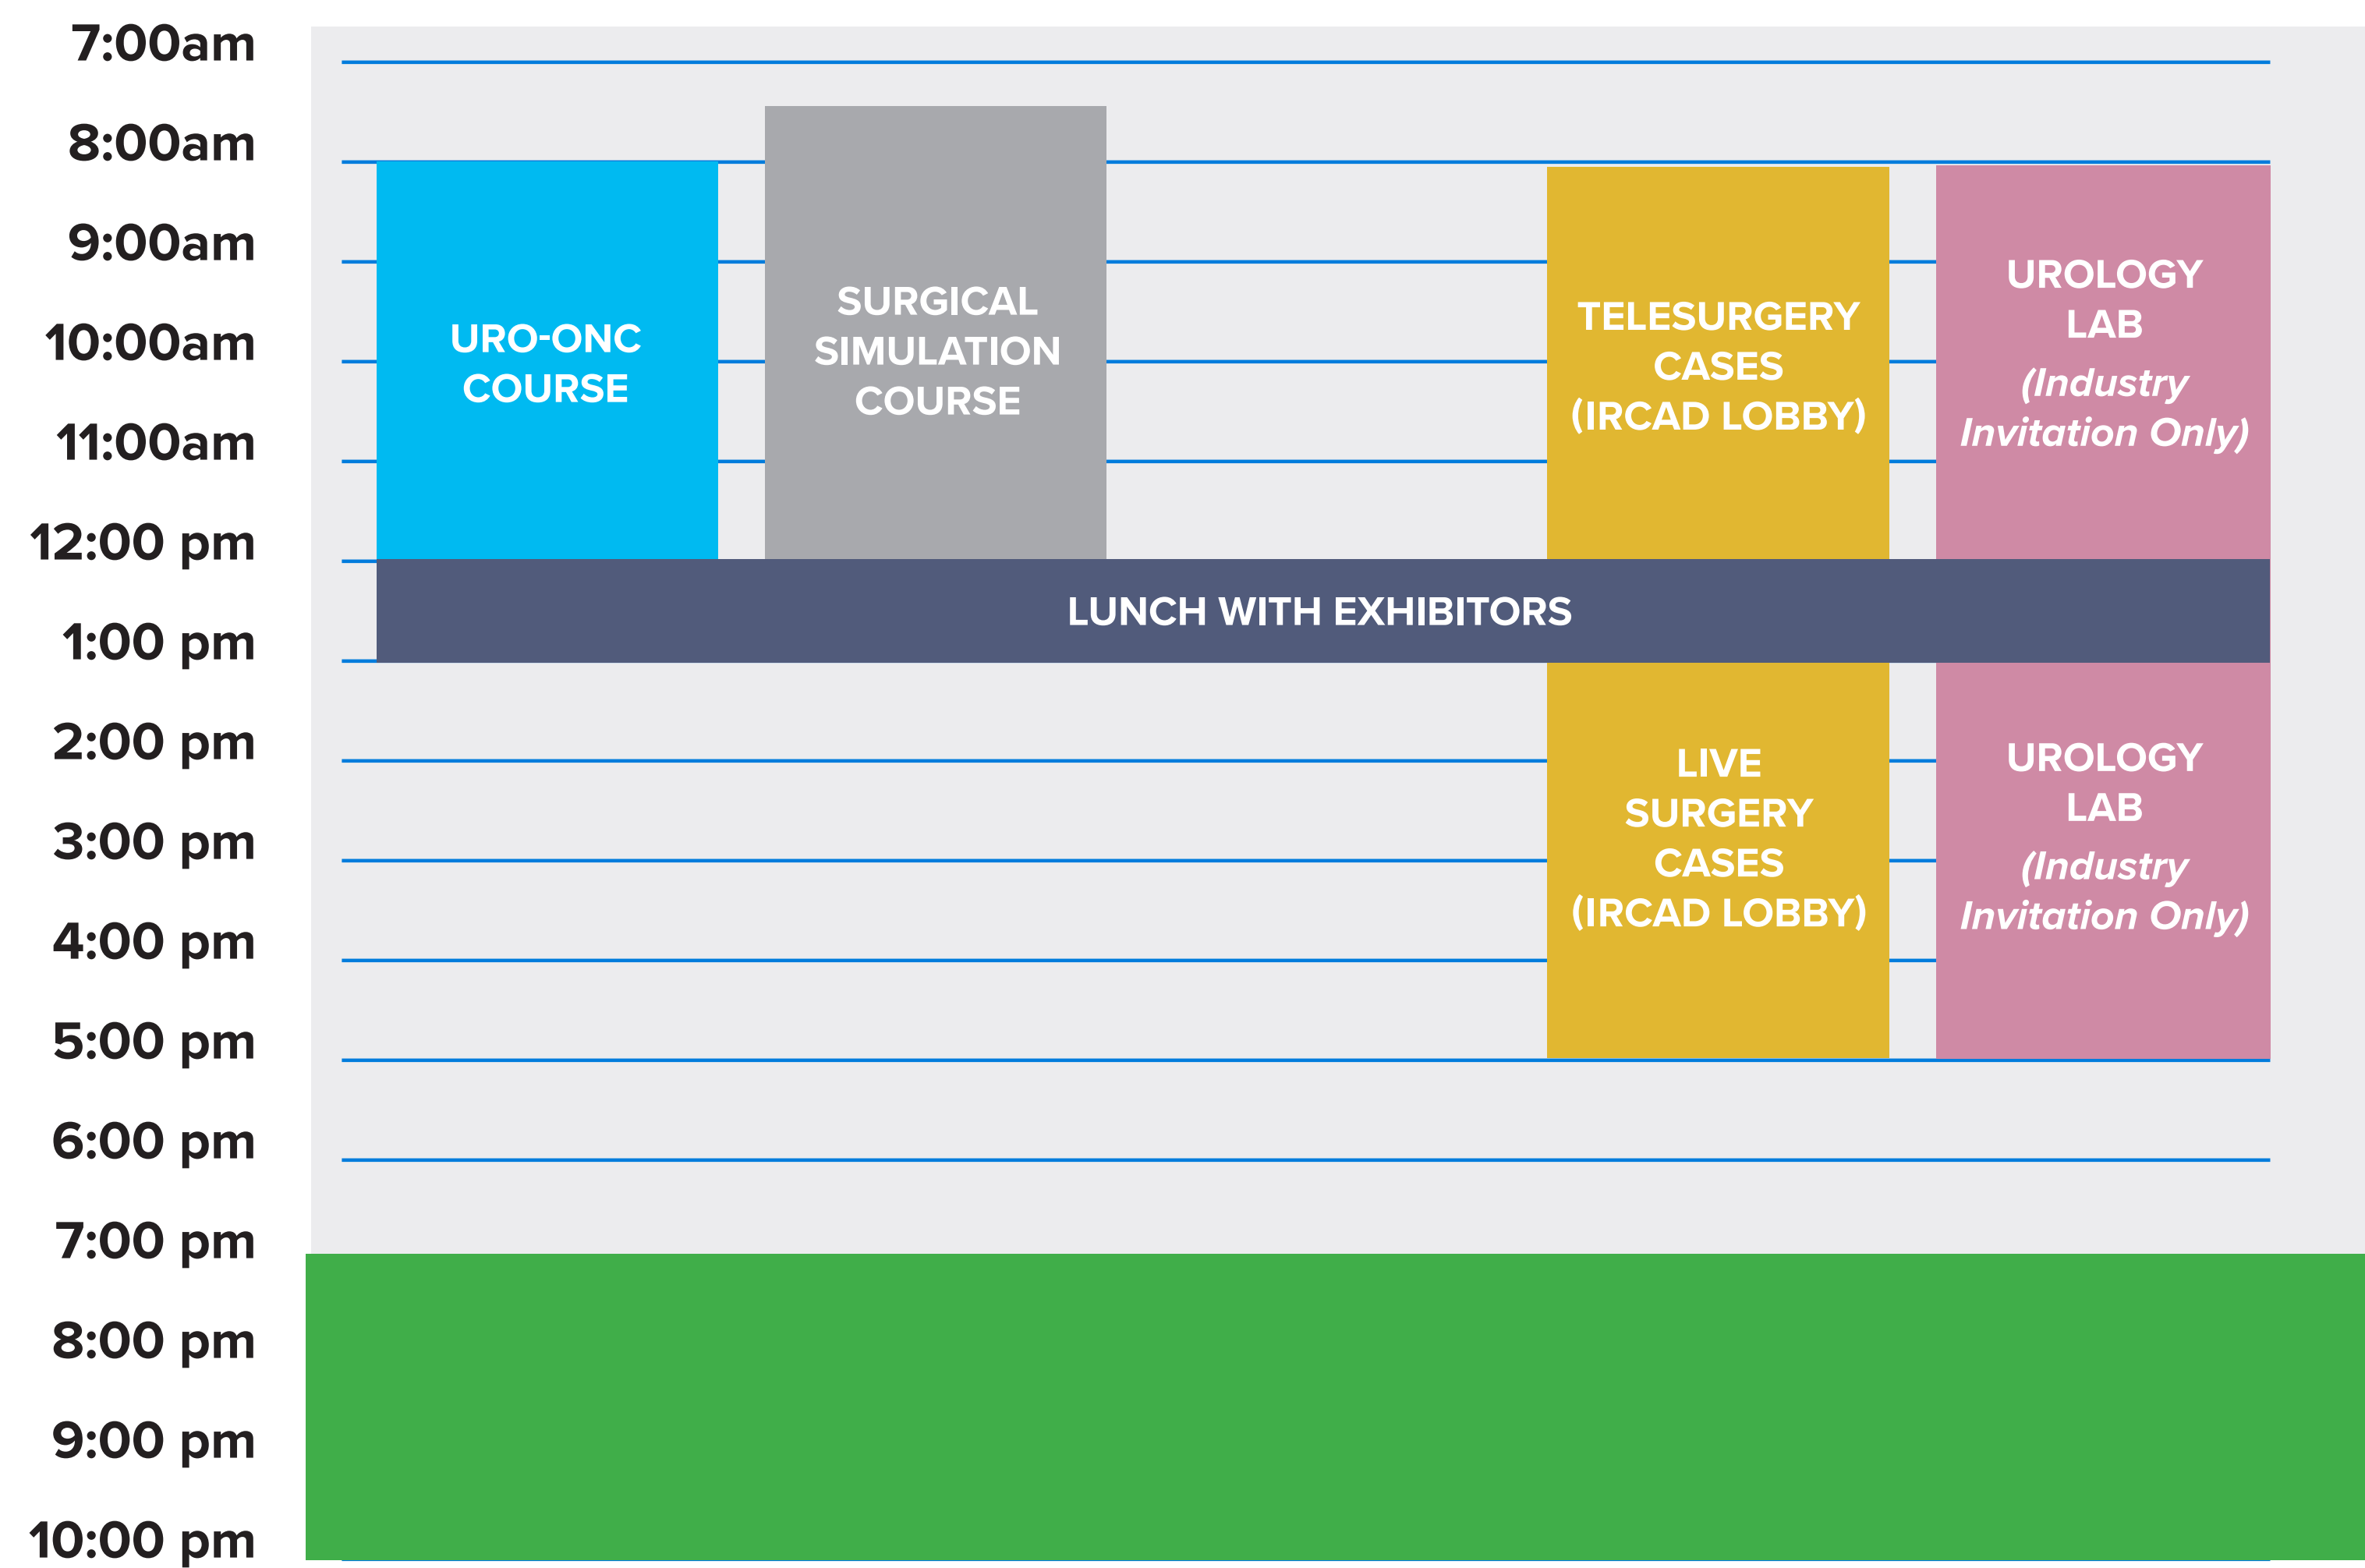 7:00am
8:00am
9:00am
10:00am
11:00am
12:00 pm
1:00 pm
2:00 pm
3:00 pm
4:00 pm
5:00 pm
6:00 pm
7:00 pm
8:00 pm
9:00 pm
10:00 pm
URO-ONC
COURSE
SURGICAL
SIMULATION
COURSE
TELESURGERY
CASES
(IRCAD LOBBY)
UROLOGY
LAB
(Industry
Invitation Only)
LUNCH WITH EXHIBITORS
LIVE
SURGERY
CASES
(IRCAD LOBBY)
UROLOGY
LAB
(Industry
Invitation Only)